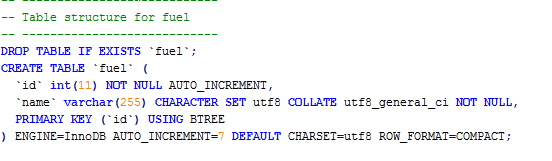 -- ----------------------------
-- Table structure for fuel
-- ----------------------------
DROP TABLE IF EXISTS `fuel`;
CREATE TABLE `fuel` (
  `id` int(11) NOT NULL AUTO_INCREMENT,
  `name` varchar(255) CHARACTER SET utf8 COLLATE utf8_general_ci NOT NULL,
  PRIMARY KEY (`id`) USING BTREE
) ENGINE=InnoDB AUTO_INCREMENT=7 DEFAULT CHARSET=utf8 ROW_FORMAT=COMPACT;